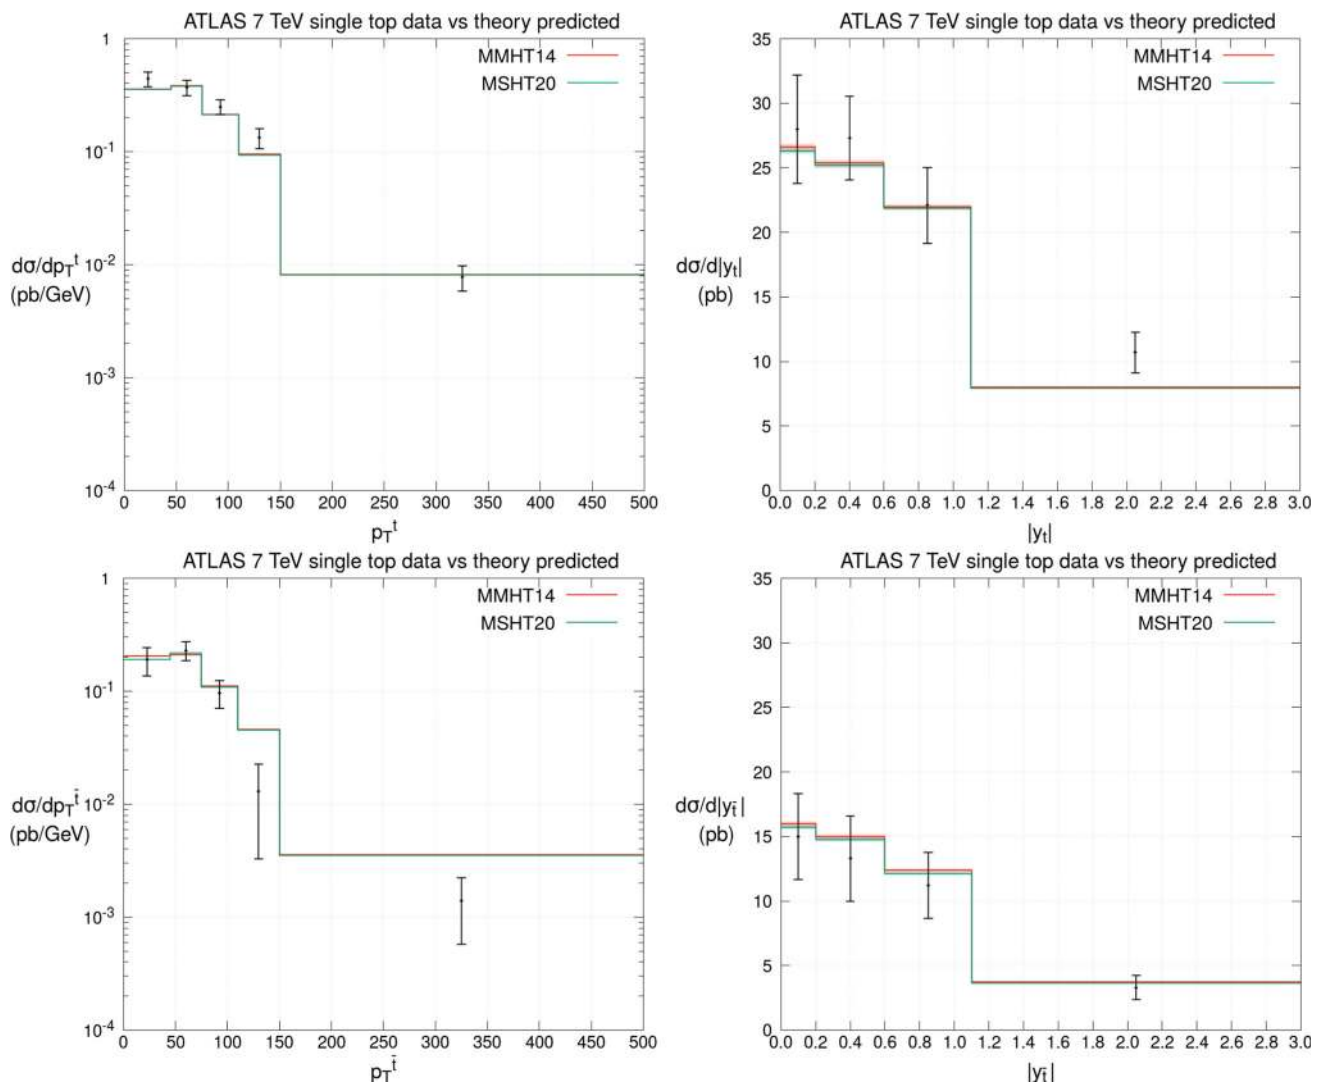 ATLAS 7 TeV single top data vs theory predicted
1
MMHT14
MSHT20
10⁻¹
dσ/dp_T^t
10⁻²
(pb/GeV)
10⁻³
10⁻⁴
0 50 100 150 200 250 300 350 400 450 500
p_T^t
ATLAS 7 TeV single top data vs theory predicted
35
MMHT14
MSHT20
30
25
20
dσ/d|y_t|
(pb)
15
10
5
0
0.0 0.2 0.4 0.6 0.8 1.0 1.2 1.4 1.6 1.8 2.0 2.2 2.4 2.6 2.8 3.0
|y_t|
ATLAS 7 TeV single top data vs theory predicted
1
MMHT14
MSHT20
10⁻¹
dσ/dp_T^t̄
10⁻²
(pb/GeV)
10⁻³
10⁻⁴
0 50 100 150 200 250 300 350 400 450 500
p_T^t̄
ATLAS 7 TeV single top data vs theory predicted
35
MMHT14
MSHT20
30
25
20
dσ/d|y_t̄|
(pb)
15
10
5
0
0.0 0.2 0.4 0.6 0.8 1.0 1.2 1.4 1.6 1.8 2.0 2.2 2.4 2.6 2.8 3.0
|y_t̄|